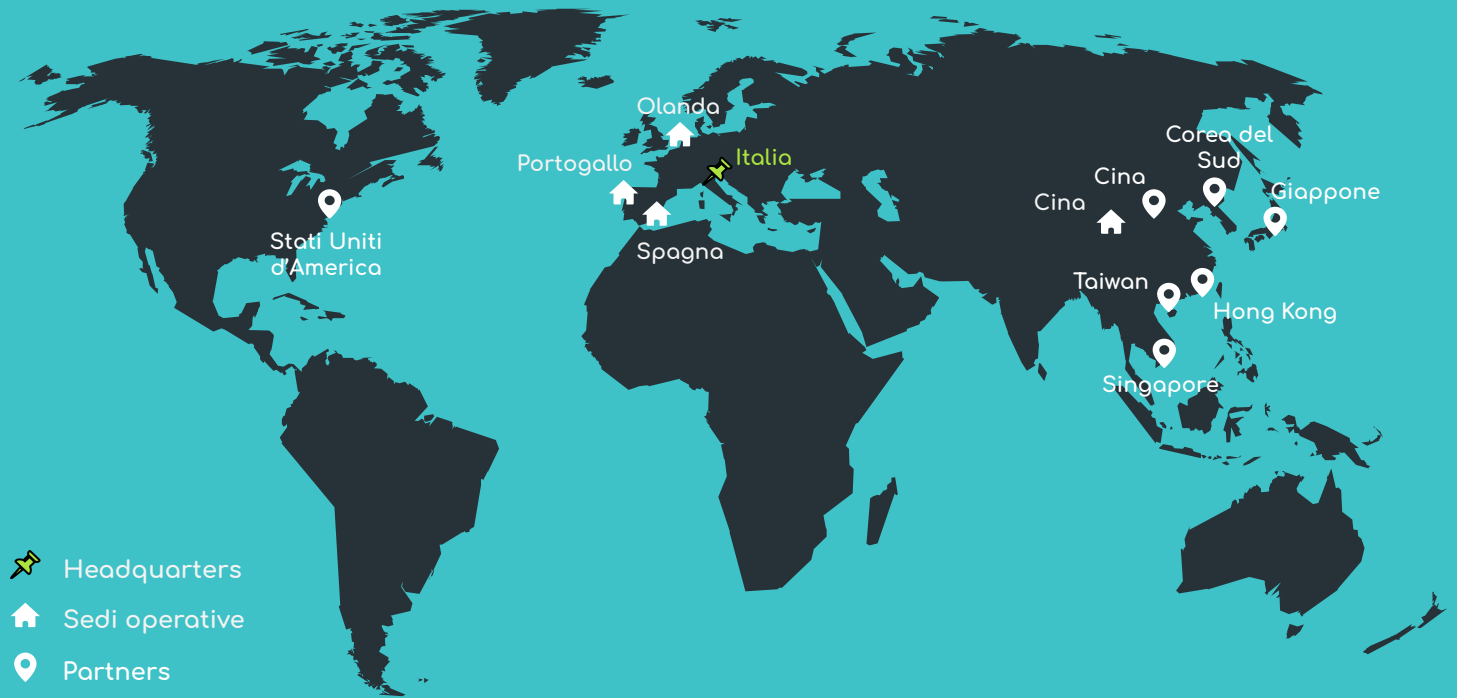 Olanda
Italia
Portogallo
Spagna
Stati Uniti
d'America
Corea del
Sud
Cina
Giappone
Cina
Taiwan
Hong Kong
Singapore
Headquarters
Sedi operative
Partners